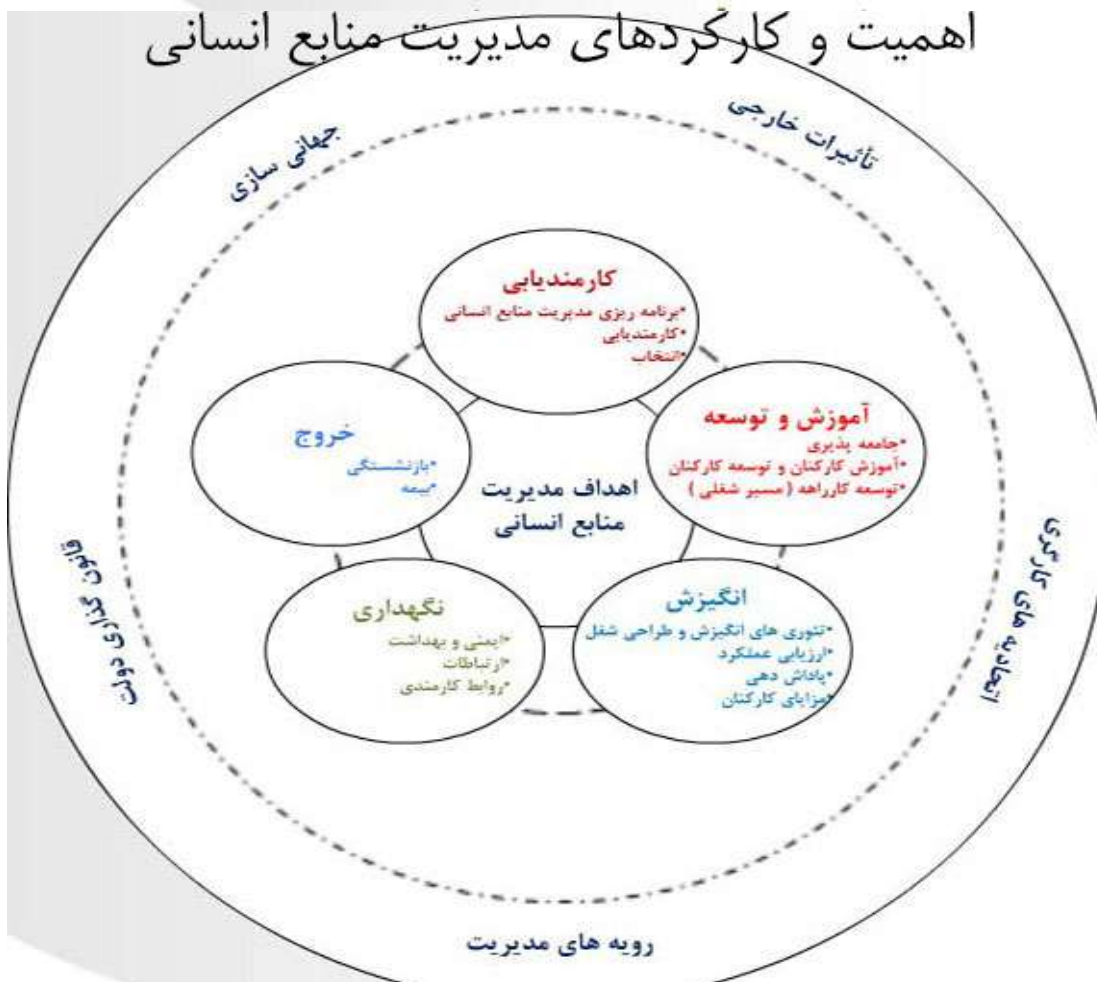 اهمیت و کارکردهای مدیریت منابع انسانی
تأثیرات خارجی
جهانی سازی
کارمندیابی
•برنامه ریزی مدیریت منابع انسانی
•کارمندیابی
•انتخاب
آموزش و توسعه
•جامعه پذیری
•آموزش کارکنان و توسعه کارکنان
•توسعه کارراهه (مسیر شغلی)
خروج
•بازنشستگی
•بیمه
اهداف مدیریت
منابع انسانی
انگیزش
•تئوری های انگیزش و طراحی شغل
•ارزیابی عملکرد
•پاداش دهی
•مزایای کارکنان
نگهداری
•ایمنی و بهداشت
•ارتباطات
•روابط کارمندی
اتحادیه های کارگری
قانون گذاری دولت
رویه های مدیریت